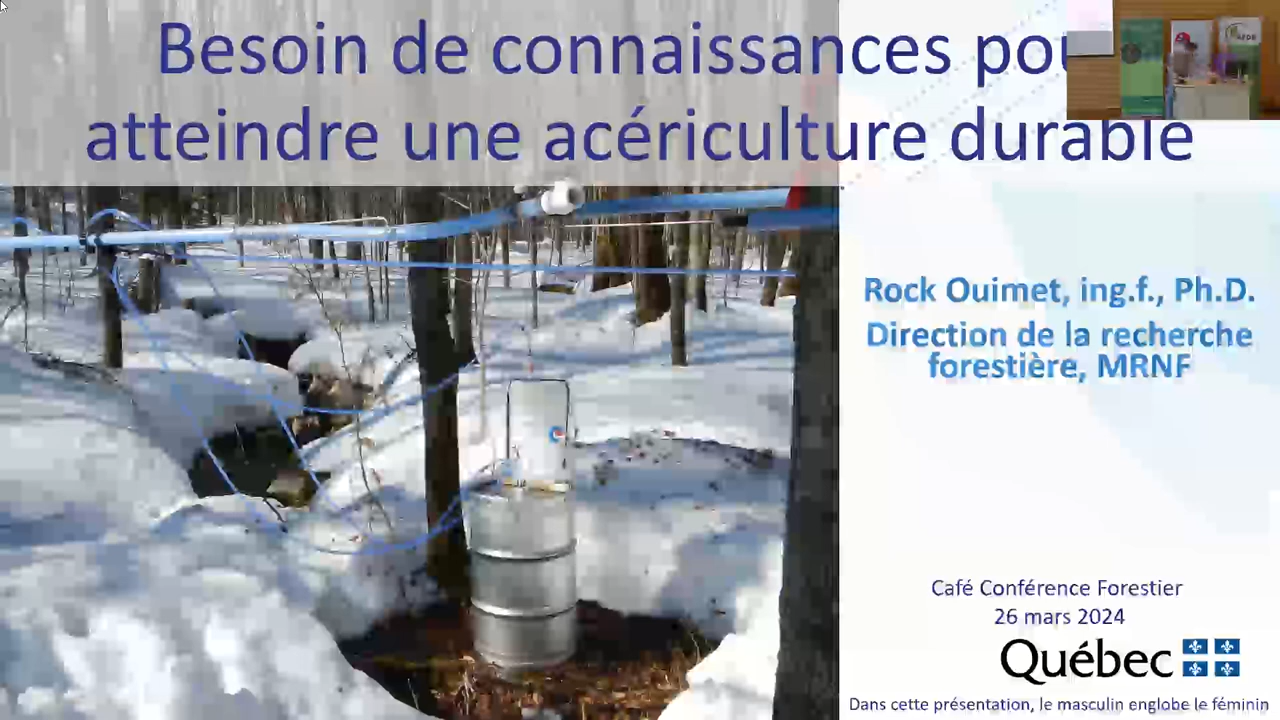 Besoin de connaissances pou
atteindre une acériculture durable
Rock Ouimet, ing.f., Ph.D.
Direction de la recherche
forestière, MRNF
Café Conférence Forestier
26 mars 2024
Québec
Dans cette présentation, le masculin englobe le féminin